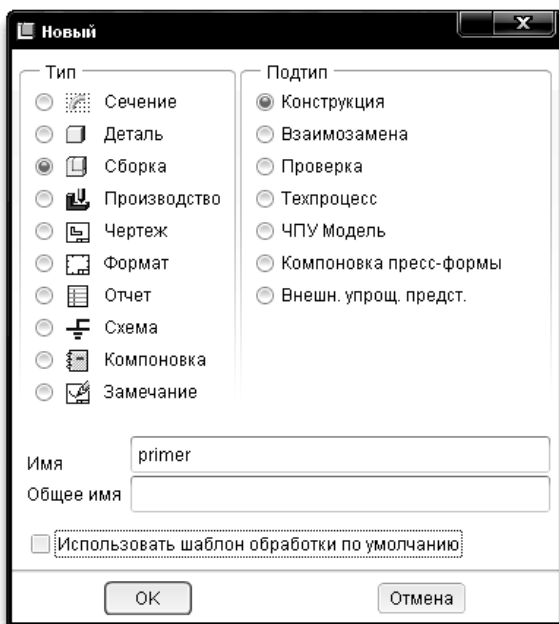 Новый
Тип
Сечение
Деталь
Сборка
Производство
Чертеж
Формат
Отчет
Схема
Компоновка
Замечание
Подтип
Конструкция
Взаимозамена
Проверка
Техпроцесс
ЧПУ Модель
Компоновка пресс-формы
Внешн. упрощ. предст.
Имя primer
Общее имя
Использовать шаблон обработки по умолчанию
OK Отмена